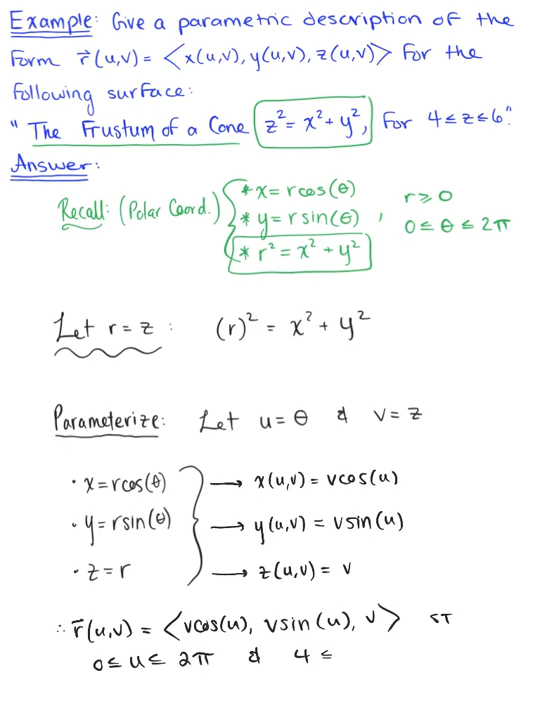 Example: Give a parametric description of the
form r⃗(u,v) = <x(u,v), y(u,v), z(u,v)> for the
following surface:
"The Frustum of a Cone z² = x² + y², for 4 ≤ z ≤ 6".
Answer:
Recall: (Polar Coord.) { * x = r cos(θ)
* y = r sin(θ) , r ≥ 0
* r² = x² + y² 0 ≤ θ ≤ 2π
Let r = z : (r)² = x² + y²
Parameterize: Let u = θ & v = z
• x = r cos(θ) → x(u,v) = v cos(u)
• y = r sin(θ) → y(u,v) = v sin(u)
• z = r → z(u,v) = v
∴ r⃗(u,v) = <v cos(u), v sin(u), v> ST
0 ≤ u ≤ 2π & 4 ≤